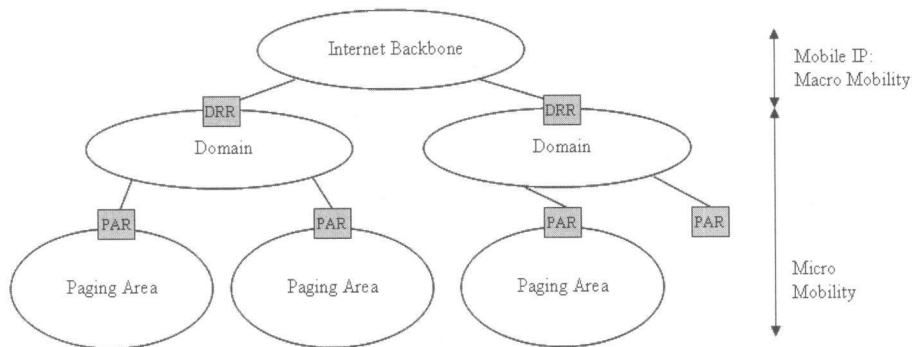 Internet Backbone
Mobile IP:
Macro Mobility
DRR
DRR
Domain
Domain
PAR
PAR
PAR
PAR
Paging Area
Paging Area
Paging Area
Micro
Mobility